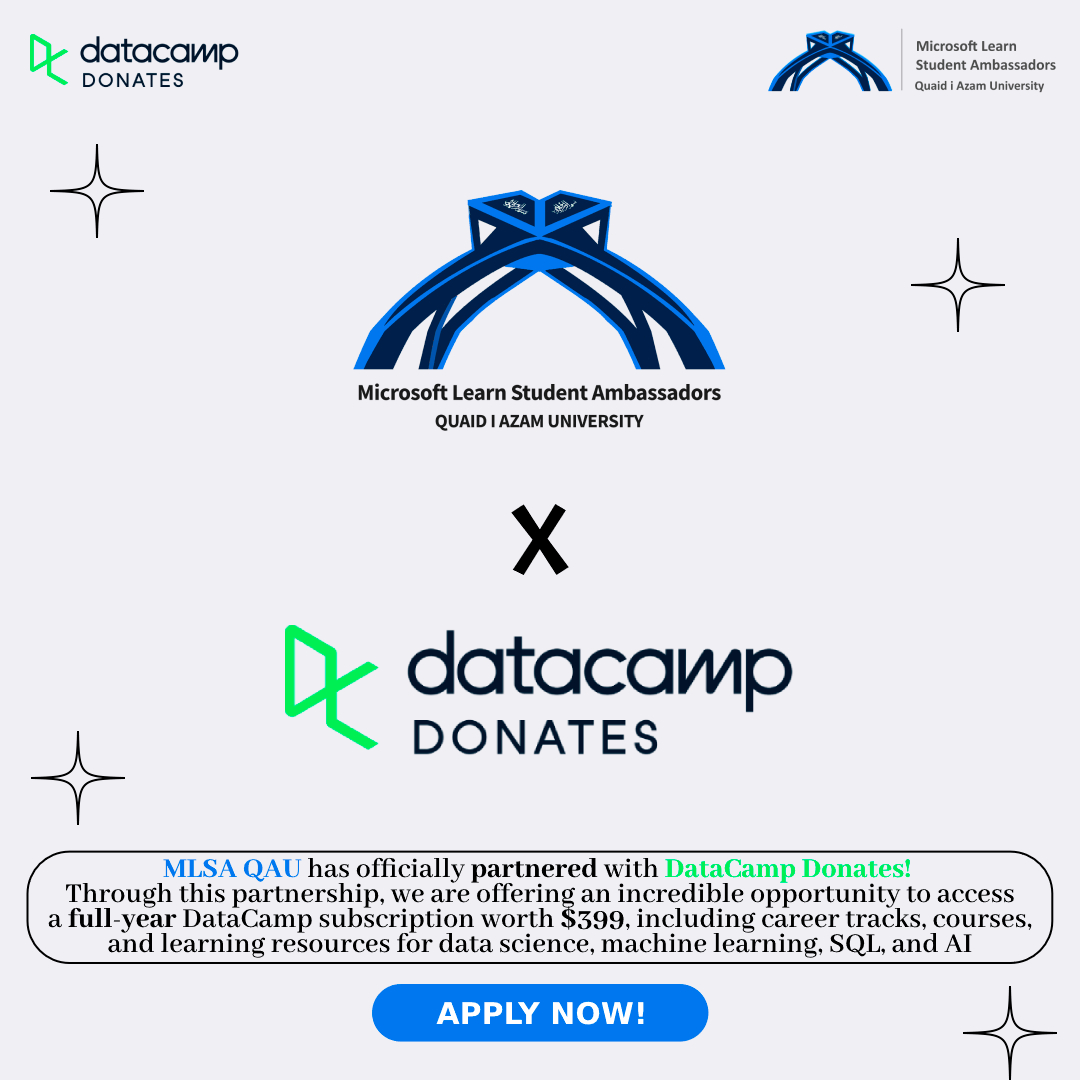 datacamp
DONATES
Microsoft Learn
Student Ambassadors
Quaid i Azam University
Microsoft Learn Student Ambassadors
QUAID I AZAM UNIVERSITY
X
datacamp
DONATES
MLSA QAU has officially partnered with DataCamp Donates!
Through this partnership, we are offering an incredible opportunity to access
a full-year DataCamp subscription worth $399, including career tracks, courses,
and learning resources for data science, machine learning, SQL, and AI
APPLY NOW!